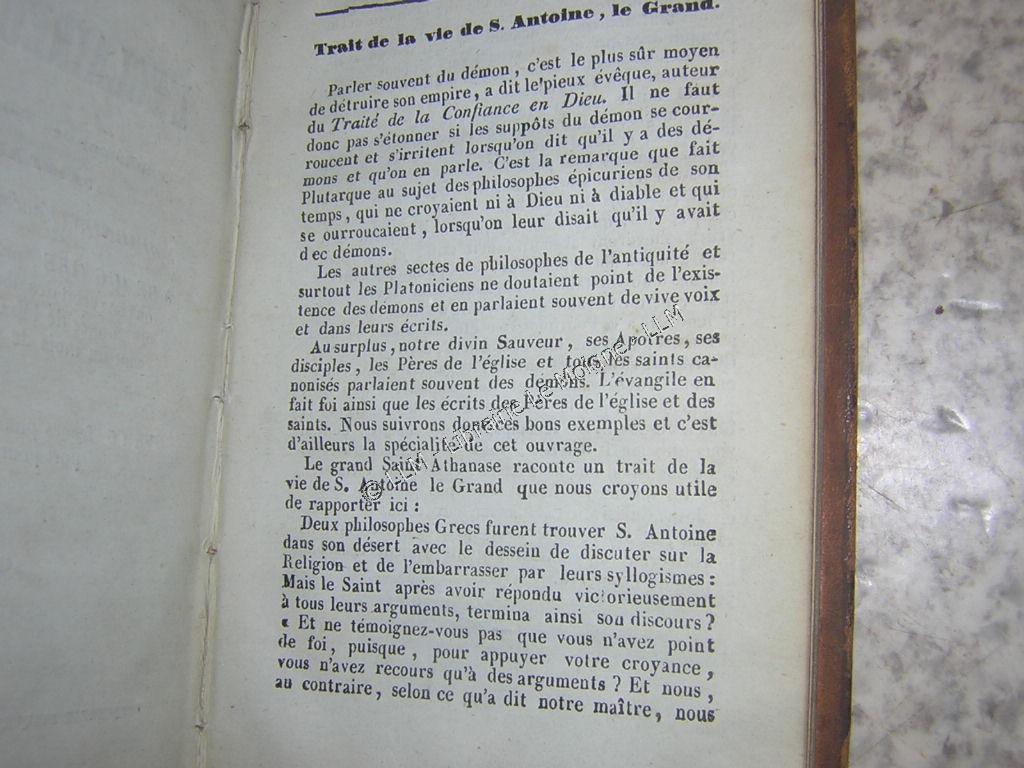 Trait de la vie de S. Antoine, le Grand.
Parler souvent du démon, c'est le plus sûr moyen
de détruire son empire, a dit le pieux évêque, auteur
du Traité de la Confiance en Dieu. Il ne faut
donc pas s'étonner si les suppôts du démon se cour-
roucent et s'irritent lorsqu'on dit qu'il y a des dé-
mons et qu'on en parle. C'est la remarque que fait
Plutarque au sujet des philosophes épicuriens de son
temps, qui ne croyaient ni à Dieu ni à diable et qui
se ourroucaient, lorsqu'on leur disait qu'il y avait
d ec démons.
Les autres sectes de philosophes de l'antiquité et
surtout les Platoniciens ne doutaient point de l'exis-
tence des démons et en parlaient souvent de vive voix
et dans leurs écrits.
Au surplus, notre divin Sauveur, ses Apotres, ses
disciples, les Pères de l'église et tous les saints ca-
nonisés parlaient souvent des démons. L'évangile en
fait foi ainsi que les écrits des Pères de l'église et des
saints. Nous suivrons donc les bons exemples et c'est
d'ailleurs la spécialité de cet ouvrage.
Le grand Saint Athanase raconte un trait de la
vie de S. Antoine le Grand que nous croyons utile
de rapporter ici :
Deux philosophes Grecs furent trouver S. Antoine
dans son désert avec le dessein de discuter sur la
Religion et de l'embarrasser par leurs syllogismes :
Mais le Saint après avoir répondu victorieusement
à tous leurs arguments, termina ainsi son discours ?
« Et ne témoignez-vous pas que vous n'avez point
de foi, puisque, pour appuyer votre croyance,
vous n'avez recours qu'à des arguments ? Et nous,
au contraire, selon ce qu'a dit notre maître, nous
© LLM - Librairie Le Moigne - LLM